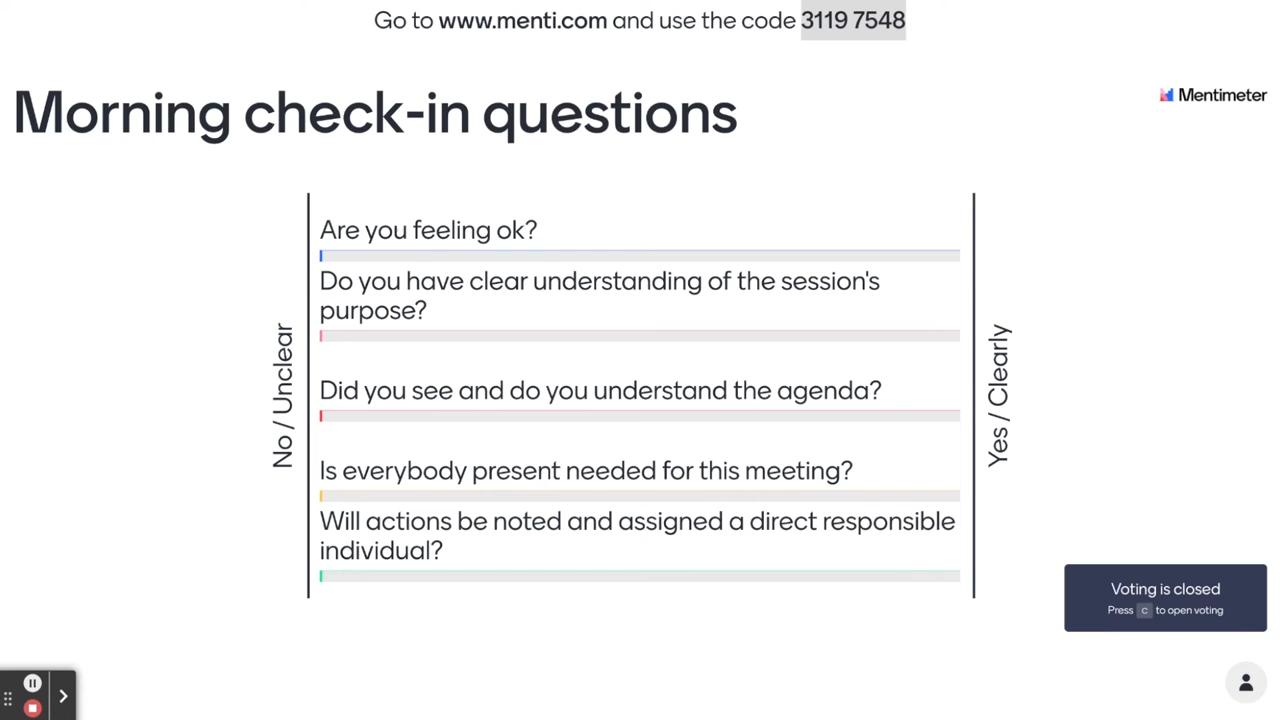 Go to www.menti.com and use the code 3119 7548
Morning check-in questions
Mentimeter
No / Unclear
Are you feeling ok?
Do you have clear understanding of the session's
purpose?
Did you see and do you understand the agenda?
Is everybody present needed for this meeting?
Will actions be noted and assigned a direct responsible
individual?
Yes / Clearly
Voting is closed
Press C to open voting